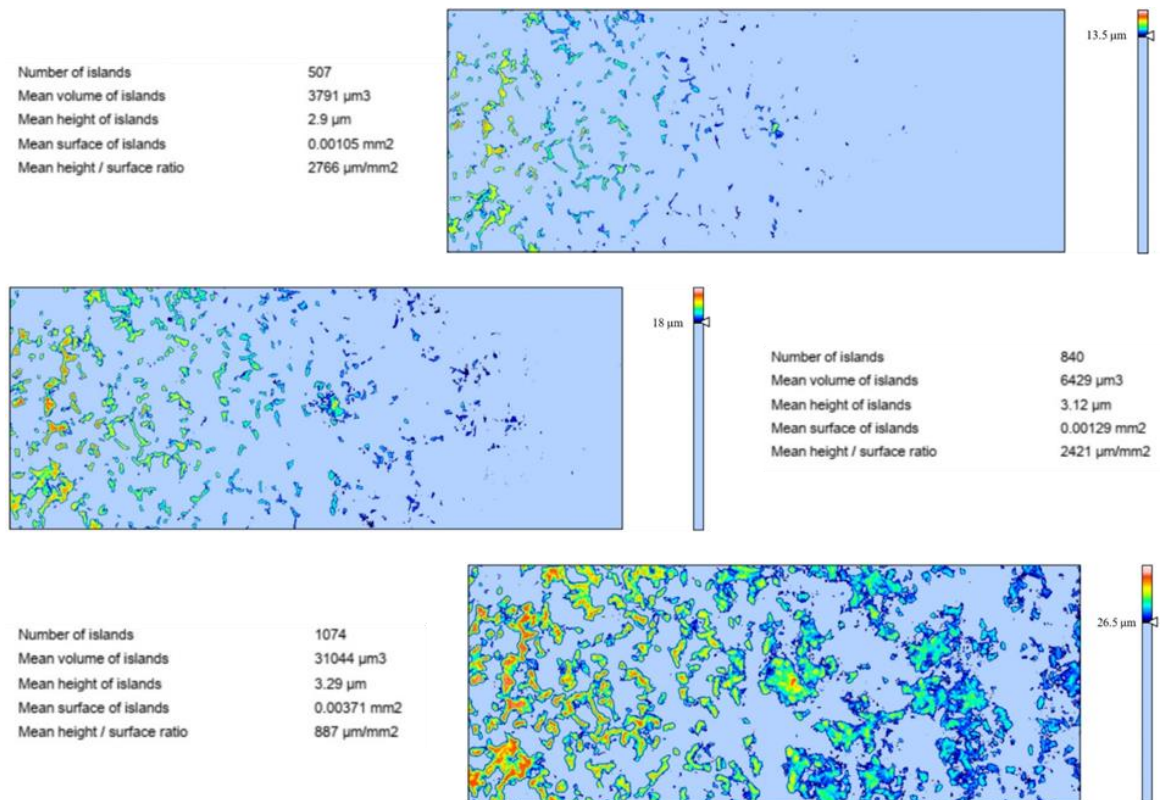 13.5 µm
Number of islands 507
Mean volume of islands 3791 µm3
Mean height of islands 2.9 µm
Mean surface of islands 0.00105 mm2
Mean height / surface ratio 2766 µm/mm2
18 µm
Number of islands 840
Mean volume of islands 6429 µm3
Mean height of islands 3.12 µm
Mean surface of islands 0.00129 mm2
Mean height / surface ratio 2421 µm/mm2
26.5 µm
Number of islands 1074
Mean volume of islands 31044 µm3
Mean height of islands 3.29 µm
Mean surface of islands 0.00371 mm2
Mean height / surface ratio 887 µm/mm2